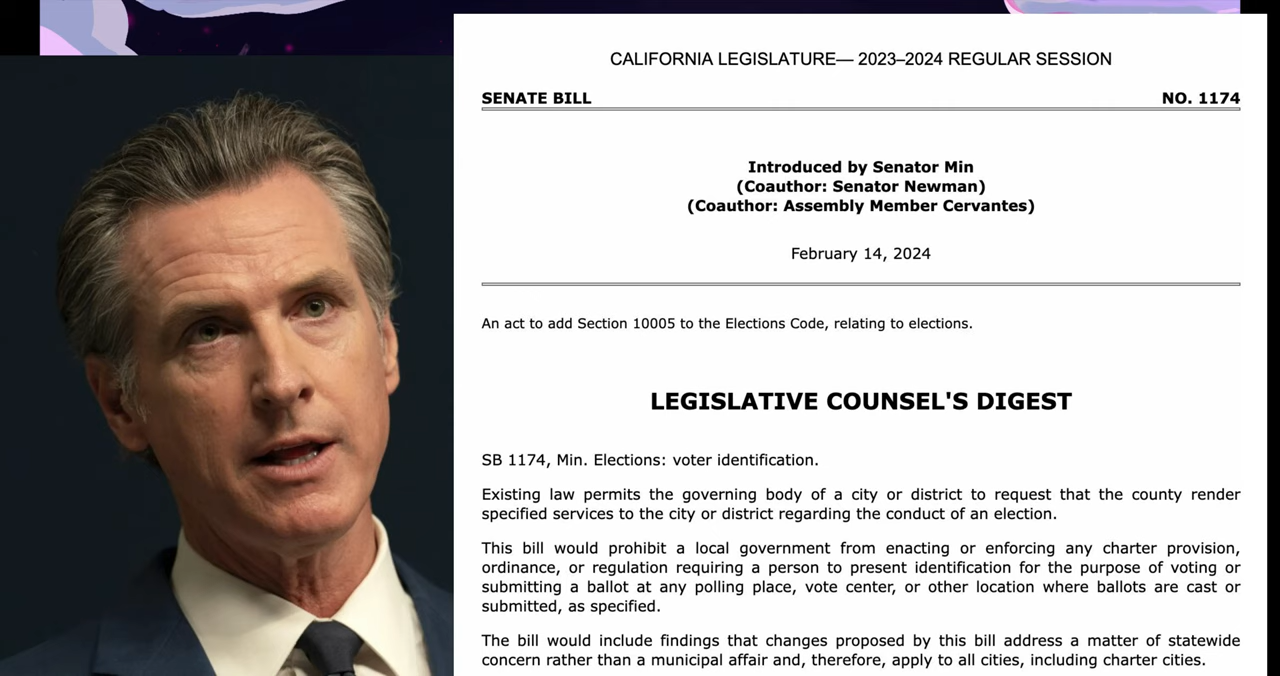 CALIFORNIA LEGISLATURE— 2023–2024 REGULAR SESSION
SENATE BILL NO. 1174
Introduced by Senator Min
(Coauthor: Senator Newman)
(Coauthor: Assembly Member Cervantes)
February 14, 2024
An act to add Section 10005 to the Elections Code, relating to elections.
LEGISLATIVE COUNSEL'S DIGEST
SB 1174, Min. Elections: voter identification.
Existing law permits the governing body of a city or district to request that the county render
specified services to the city or district regarding the conduct of an election.
This bill would prohibit a local government from enacting or enforcing any charter provision,
ordinance, or regulation requiring a person to present identification for the purpose of voting or
submitting a ballot at any polling place, vote center, or other location where ballots are cast or
submitted, as specified.
The bill would include findings that changes proposed by this bill address a matter of statewide
concern rather than a municipal affair and, therefore, apply to all cities, including charter cities.